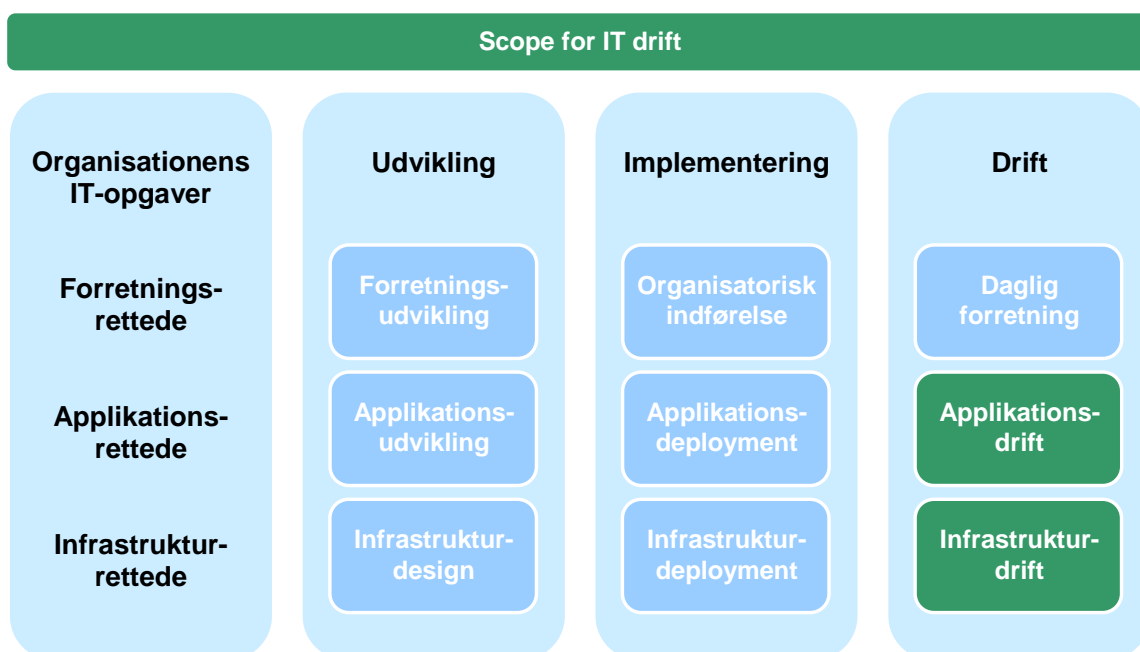 Scope for IT drift
Organisationens
IT-opgaver
Udvikling
Implementering
Drift
Forretnings-
rettede
Forretnings-
udvikling
Organisatorisk
indførelse
Daglig
forretning
Applikations-
rettede
Applikations-
udvikling
Applikations-
deployment
Applikations-
drift
Infrastruktur-
rettede
Infrastruktur-
design
Infrastruktur-
deployment
Infrastruktur-
drift